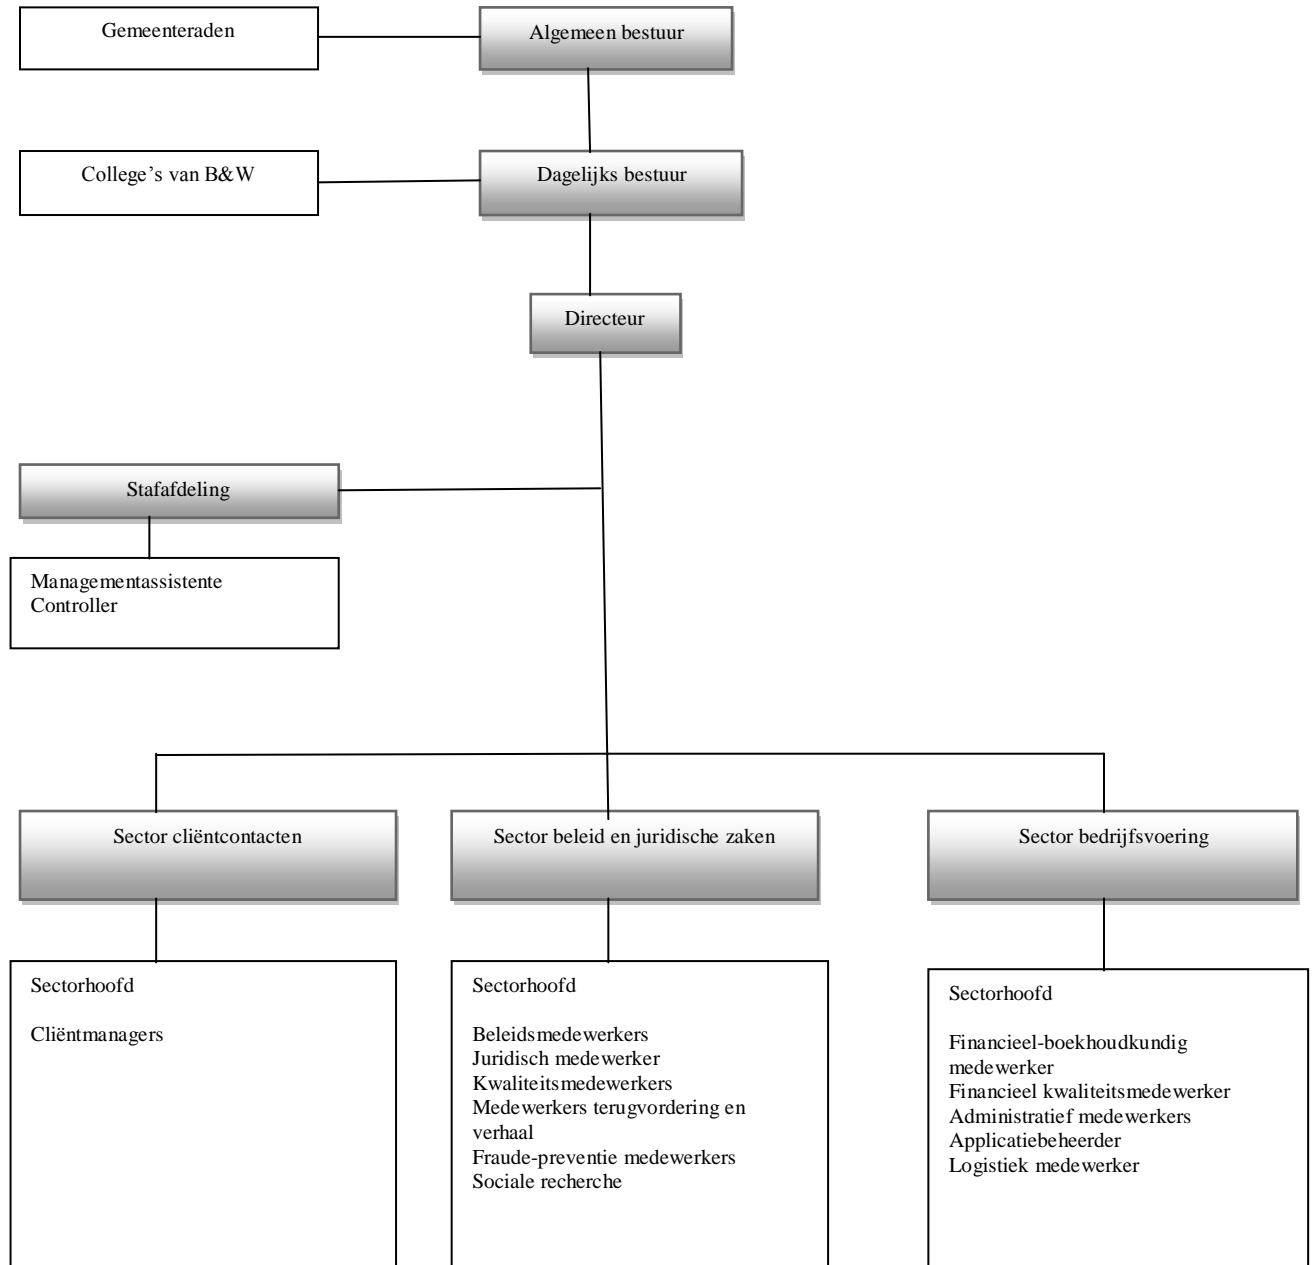 Gemeenteraden
Algemeen bestuur
College's van B&W
Dagelijks bestuur
Directeur
Stafafdeling
Managementassistente
Controller
Sector cliëntcontacten
Sector beleid en juridische zaken
Sector bedrijfsvoering
Sectorhoofd
Cliëntmanagers
Sectorhoofd
Beleidsmedewerkers
Juridisch medewerker
Kwaliteitsmedewerkers
Medewerkers terugvordering en
verhaal
Fraude-preventie medewerkers
Sociale recherche
Sectorhoofd
Financieel-boekhoudkundig
medewerker
Financieel kwaliteitsmedewerker
Administratief medewerkers
Applicatiebeheerder
Logistiek medewerker